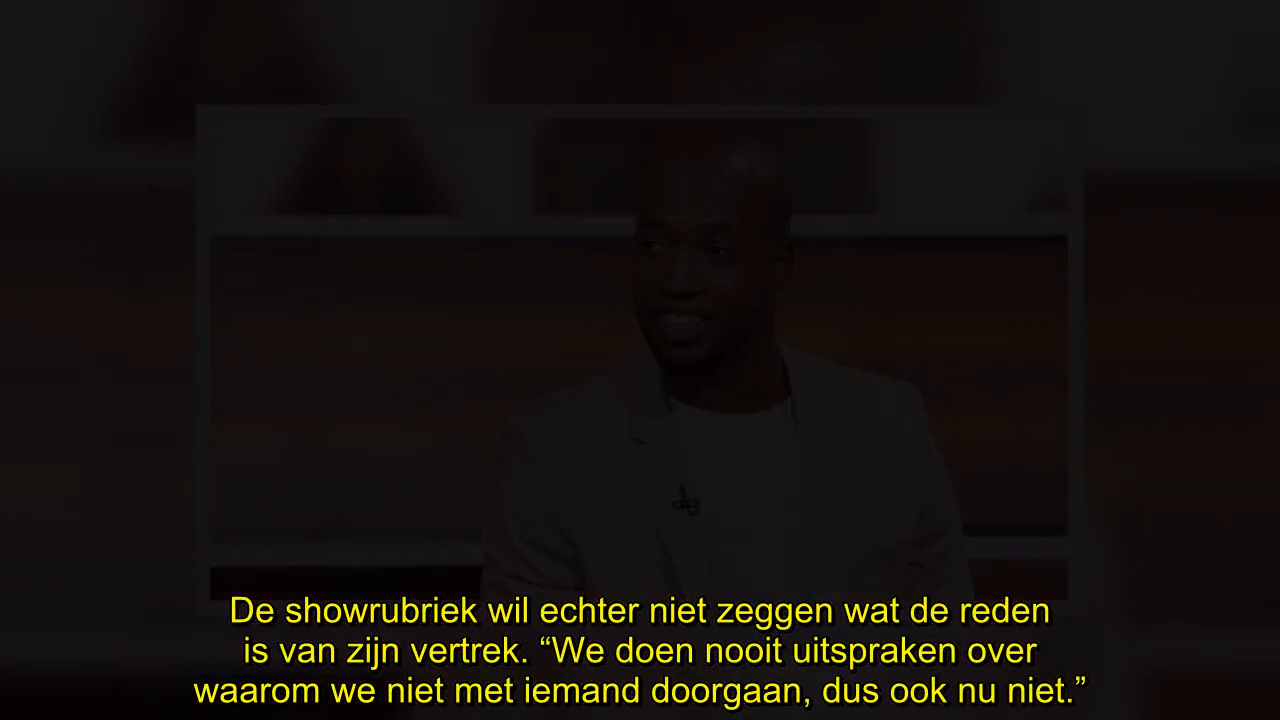 De showrubriek wil echter niet zeggen wat de reden
is van zijn vertrek. “We doen nooit uitspraken over
waarom we niet met iemand doorgaan, dus ook nu niet.”